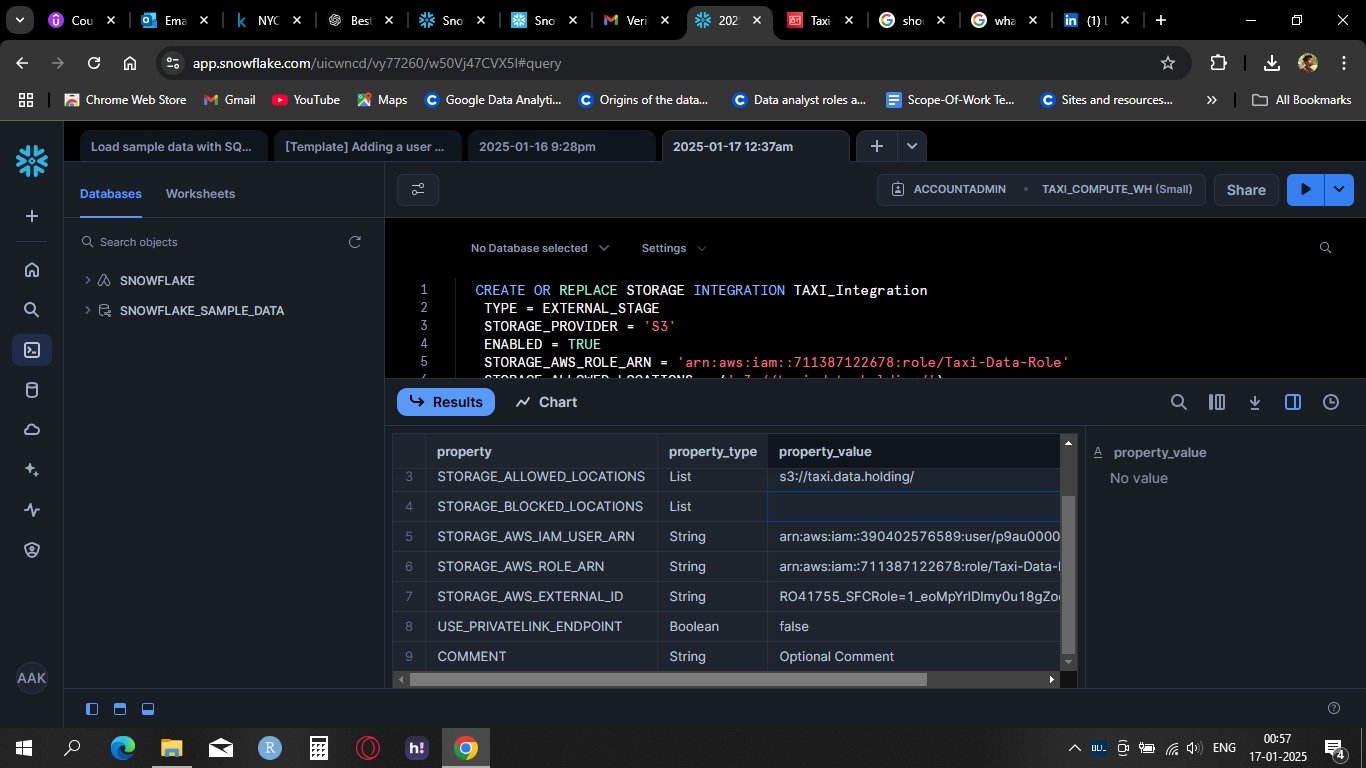 Cou
Ema
NYC
Best
Snow
Sno
Veri
202
Taxi-
shou
wha
(1) L
app.snowflake.com/uicwncd/vy77260/w50Vj47CVX5I#query
Chrome Web Store
Gmail
YouTube
Maps
Google Data Analyti...
Origins of the data...
Data analyst roles a...
Scope-Of-Work Te...
Sites and resources...
All Bookmarks
Load sample data with SQ...
[Template] Adding a user ...
2025-01-16 9:28pm
2025-01-17 12:37am
Databases
Worksheets
ACCOUNTADMIN
TAXI_COMPUTE_WH (Small)
Share
Search objects
SNOWFLAKE
SNOWFLAKE_SAMPLE_DATA
No Database selected
Settings
1 CREATE OR REPLACE STORAGE INTEGRATION TAXI_Integration
2 TYPE = EXTERNAL_STAGE
3 STORAGE_PROVIDER = 'S3'
4 ENABLED = TRUE
5 STORAGE_AWS_ROLE_ARN = 'arn:aws:iam::711387122678:role/Taxi-Data-Role'
Results
Chart
property property_type property_value
3 STORAGE_ALLOWED_LOCATIONS List s3://taxi.data.holding/
4 STORAGE_BLOCKED_LOCATIONS List
5 STORAGE_AWS_IAM_USER_ARN String arn:aws:iam::390402576589:user/p9au0000
6 STORAGE_AWS_ROLE_ARN String arn:aws:iam::711387122678:role/Taxi-Data-
7 STORAGE_AWS_EXTERNAL_ID String
8 USE_PRIVATELINK_ENDPOINT Boolean false
9 COMMENT String Optional Comment
A property_value
No value
AAK
R
h!
ENG
00:57
17-01-2025
4